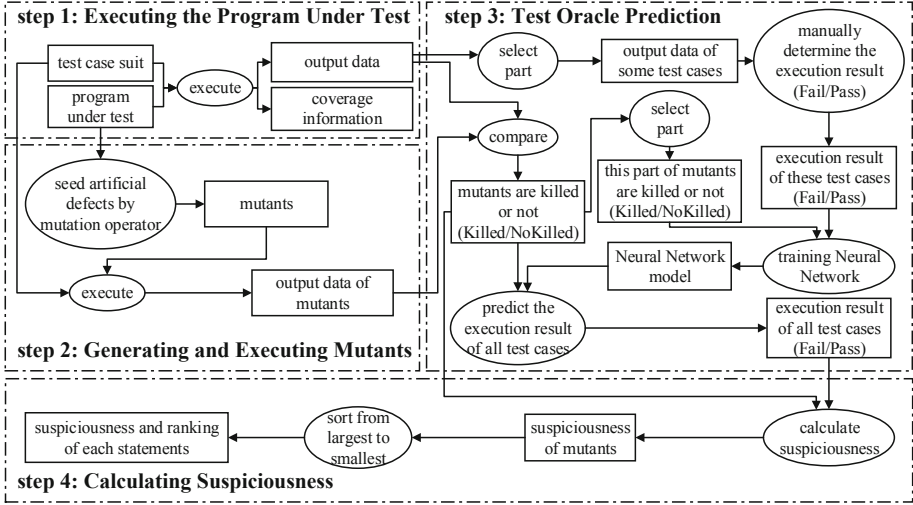 step 1: Executing the Program Under Test
test case suit
program
under test
execute
output data
coverage
information
step 2: Generating and Executing Mutants
seed artificial
defects by
mutation operator
mutants
execute
output data of
mutants
step 3: Test Oracle Prediction
select
part
output data of
some test cases
manually
determine the
execution result
(Fail/Pass)
compare
select
part
mutants are killed
or not
(Killed/NoKilled)
this part of mutants
are killed or not
(Killed/NoKilled)
execution result
of these test cases
(Fail/Pass)
training Neural
Network
Neural Network
model
predict the
execution result
of all test cases
execution result
of all test cases
(Fail/Pass)
step 4: Calculating Suspiciousness
calculate
suspiciousness
suspiciousness
of mutants
sort from
largest to
smallest
suspiciousness and ranking
of each statements